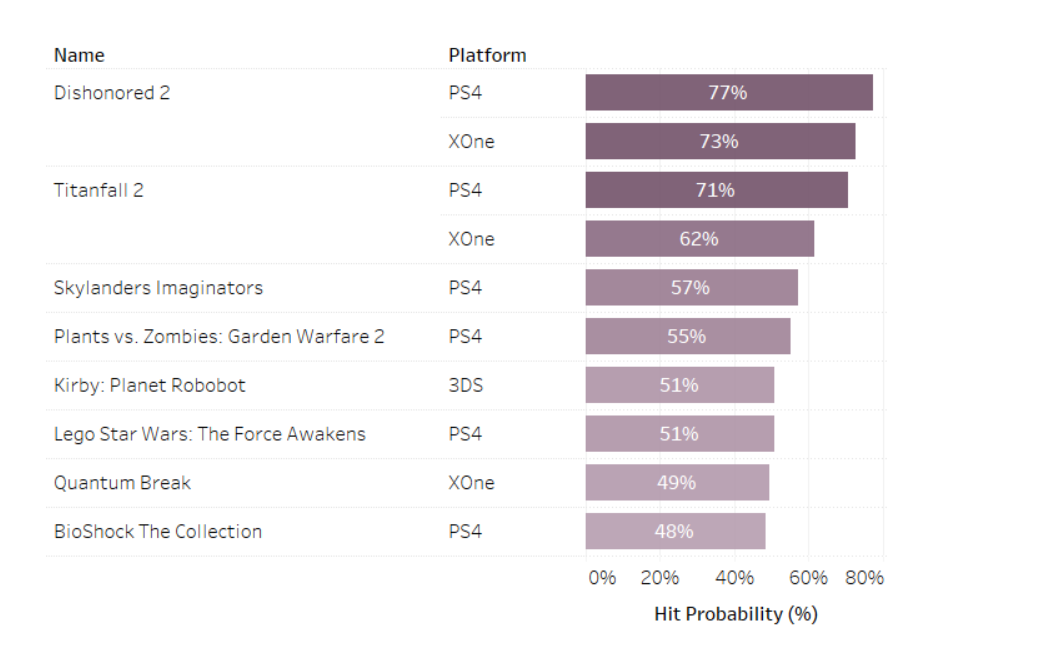 Name Platform
Dishonored 2 PS4 77%
XOne 73%
Titanfall 2 PS4 71%
XOne 62%
Skylanders Imaginators PS4 57%
Plants vs. Zombies: Garden Warfare 2 PS4 55%
Kirby: Planet Robobot 3DS 51%
Lego Star Wars: The Force Awakens PS4 51%
Quantum Break XOne 49%
BioShock The Collection PS4 48%
0% 20% 40% 60% 80%
Hit Probability (%)